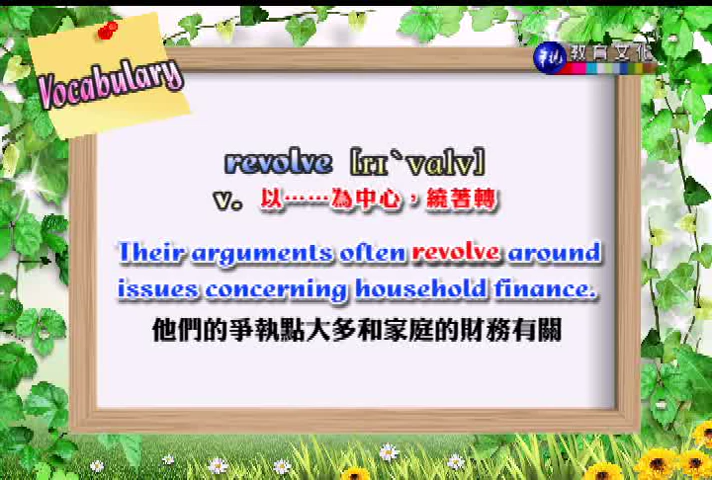 Vocabulary
華視 教育文化
revolve [rɪˋvalv]
v. 以……為中心，繞著轉
Their arguments often revolve around
issues concerning household finance.
他們的爭執點大多和家庭的財務有關